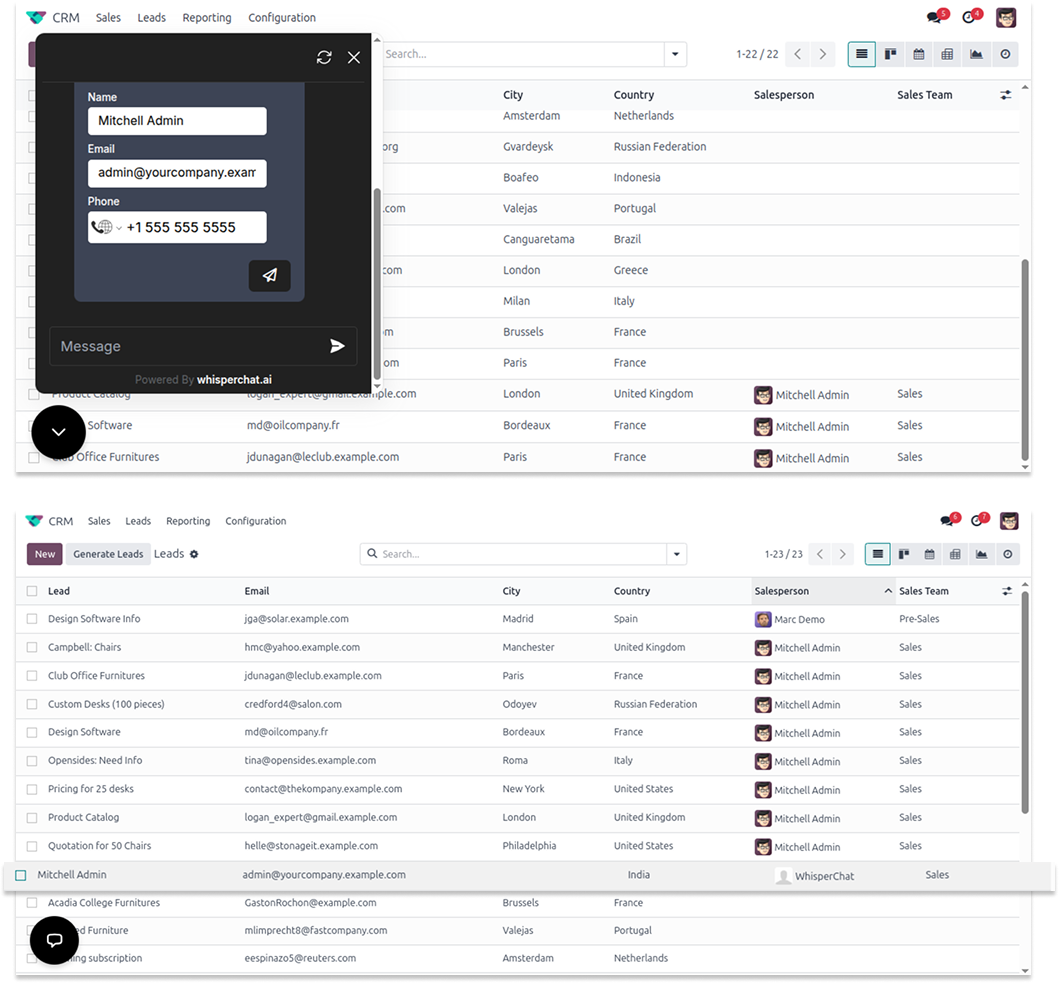 CRM Sales Leads Reporting Configuration 5 4
Search... 1-22 / 22
City Country Salesperson Sales Team
Name
Mitchell Admin
Email
admin@yourcompany.exam
Phone
+1 555 555 5555
Message
Powered By whisperchat.ai
Amsterdam Netherlands
org Gvardeysk Russian Federation
Boafeo Indonesia
.com Valejas Portugal
Canguaretama Brazil
com London Greece
Milan Italy
m Brussels France
om Paris France
Product Catalog logan_expert@gmail.example.com London United Kingdom Mitchell Admin Sales
Software md@oilcompany.fr Bordeaux France Mitchell Admin Sales
Club Office Furnitures jdunagan@leclub.example.com Paris France Mitchell Admin Sales
CRM Sales Leads Reporting Configuration 6 7
New Generate Leads Leads Search... 1-23 / 23
Lead Email City Country Salesperson Sales Team
Design Software Info jga@solar.example.com Madrid Spain Marc Demo Pre-Sales
Campbell: Chairs hmc@yahoo.example.com Manchester United Kingdom Mitchell Admin Sales
Club Office Furnitures jdunagan@leclub.example.com Paris France Mitchell Admin Sales
Custom Desks (100 pieces) credford4@salon.com Odoyev Russian Federation Mitchell Admin Sales
Design Software md@oilcompany.fr Bordeaux France Mitchell Admin Sales
Opensides: Need Info tina@opensides.example.com Roma Italy Mitchell Admin Sales
Pricing for 25 desks contact@thekompany.example.com New York United States Mitchell Admin Sales
Product Catalog logan_expert@gmail.example.com London United Kingdom Mitchell Admin Sales
Quotation for 50 Chairs helle@stonageit.example.com Philadelphia United States Mitchell Admin Sales
Mitchell Admin admin@yourcompany.example.com India WhisperChat Sales
Acadia College Furnitures GastonRochon@example.com Brussels France
ed Furniture mlimprecht8@fastcompany.com Valejas Portugal
ning subscription eespinazo5@reuters.com Amsterdam Netherlands